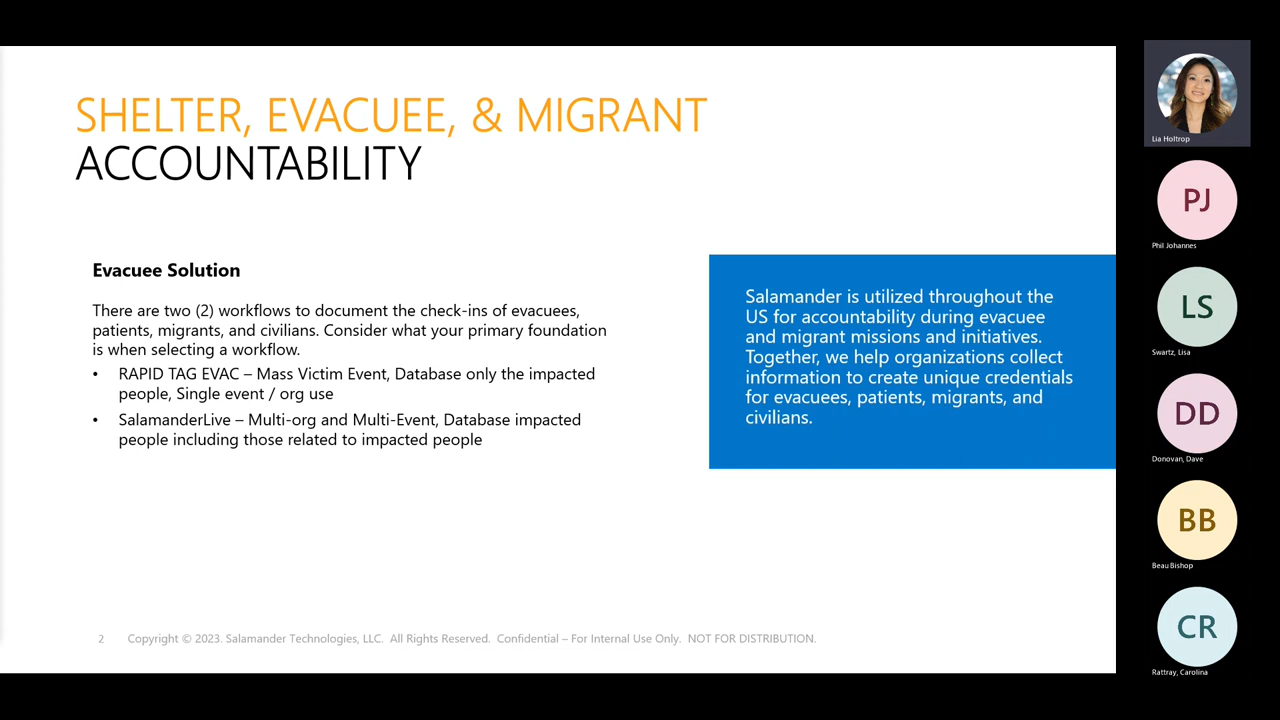 SHELTER, EVACUEE, & MIGRANT
ACCOUNTABILITY
Evacuee Solution
There are two (2) workflows to document the check-ins of evacuees,
patients, migrants, and civilians. Consider what your primary foundation
is when selecting a workflow.
• RAPID TAG EVAC – Mass Victim Event, Database only the impacted
people, Single event / org use
• SalamanderLive – Multi-org and Multi-Event, Database impacted
people including those related to impacted people
Salamander is utilized throughout the
US for accountability during evacuee
and migrant missions and initiatives.
Together, we help organizations collect
information to create unique credentials
for evacuees, patients, migrants, and
civilians.
2 Copyright © 2023. Salamander Technologies, LLC. All Rights Reserved. Confidential – For Internal Use Only. NOT FOR DISTRIBUTION.
Lia Holtrop
PJ
Phil Johannes
LS
Swartz, Lisa
DD
Donovan, Dave
BB
Beau Bishop
CR
Rattray, Carolina